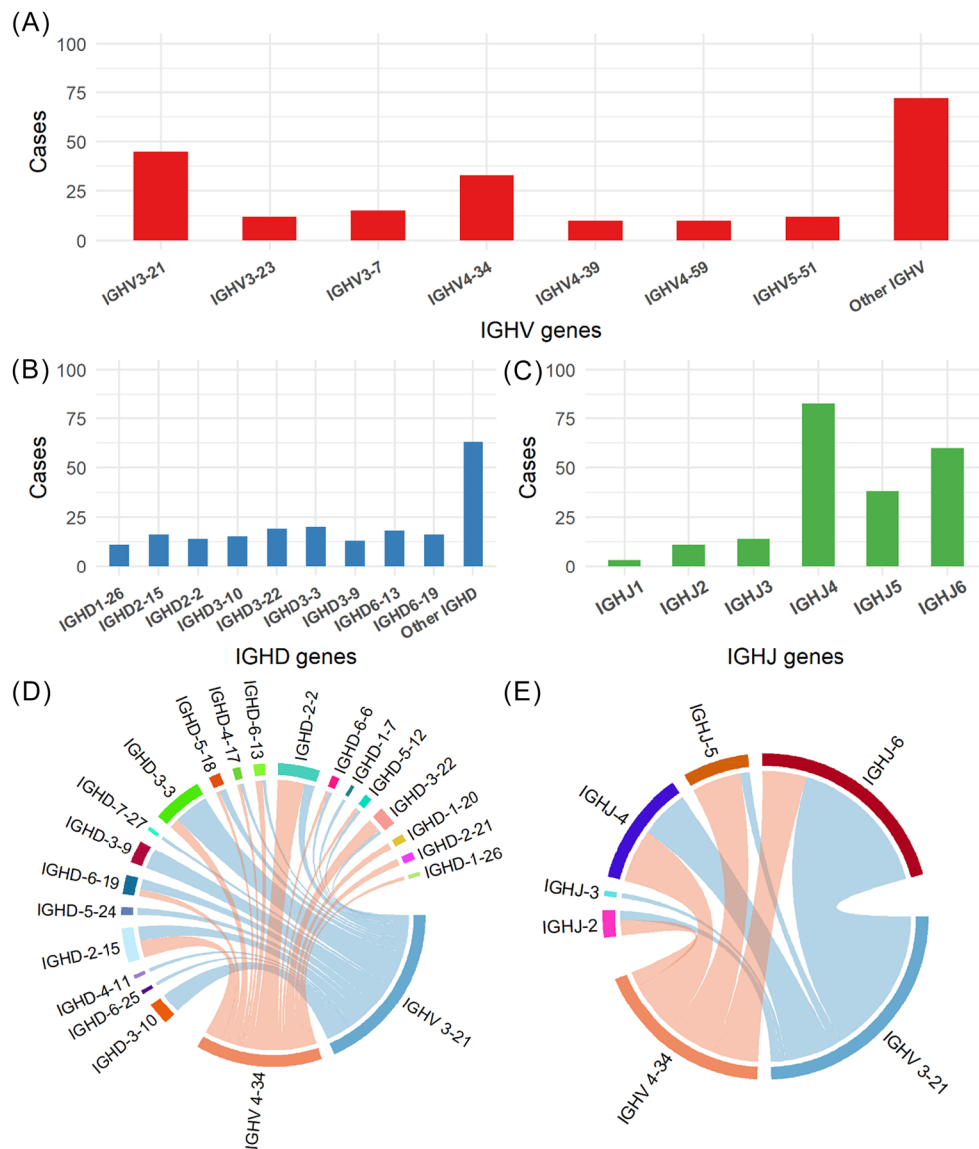 (A)
100
75
50
25
0
Cases
IGHV3-21
IGHV3-23
IGHV3-7
IGHV4-34
IGHV4-39
IGHV4-59
IGHV5-51
Other IGHV
IGHV genes
(B)
100
75
50
25
0
Cases
IGHD1-26
IGHD2-15
IGHD2-2
IGHD3-10
IGHD3-22
IGHD3-3
IGHD3-9
IGHD6-13
IGHD6-19
Other IGHD
IGHD genes
(C)
100
75
50
25
0
Cases
IGHJ1
IGHJ2
IGHJ3
IGHJ4
IGHJ5
IGHJ6
IGHJ genes
(D)
IGHD-3-10
IGHD-6-25
IGHD-4-11
IGHD-2-15
IGHD-5-24
IGHD-6-19
IGHD-3-9
IGHD-7-27
IGHD-3-3
IGHD-5-18
IGHD-4-17
IGHD-6-13
IGHD-2-2
IGHD-6-6
IGHD-1-7
IGHD-5-12
IGHD-3-22
IGHD-1-20
IGHD-2-21
IGHD-1-26
IGHV 3-21
IGHV 4-34
(E)
IGHJ-2
IGHJ-3
IGHJ-4
IGHJ-5
IGHJ-6
IGHV 3-21
IGHV 4-34